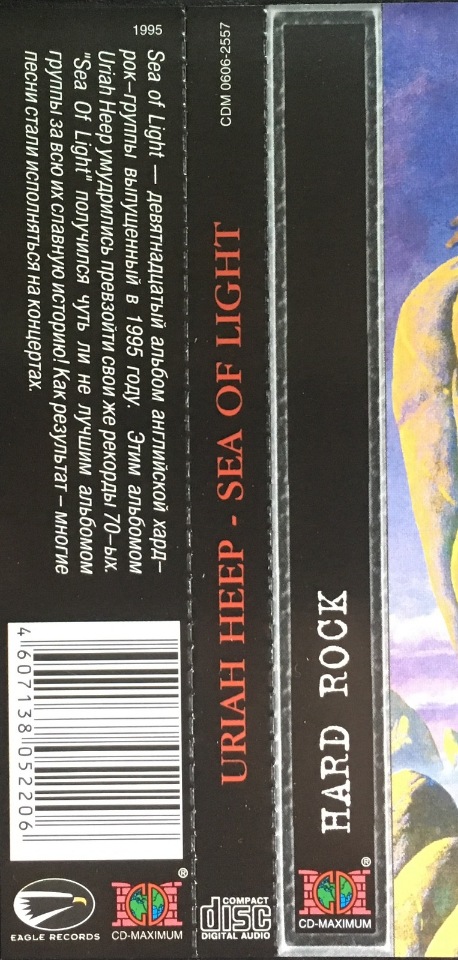 1995
Sea of Light — девятнадцатый альбом английской хард–
рок–группы выпущенный в 1995 году. Этим альбомом
Uriah Heep умудрились превзойти свои же рекорды 70–ых.
"Sea Of Light" получился чуть ли не лучшим альбомом
группы за всю их славную историю! Как результат – многие
песни стали исполняться на концертах.
4 607138 052206
EAGLE RECORDS
CD-MAXIMUM
®
CDM 0606-2557
URIAH HEEP - SEA OF LIGHT
COMPACT
disc
DIGITAL AUDIO
HARD ROCK
®
CD-MAXIMUM